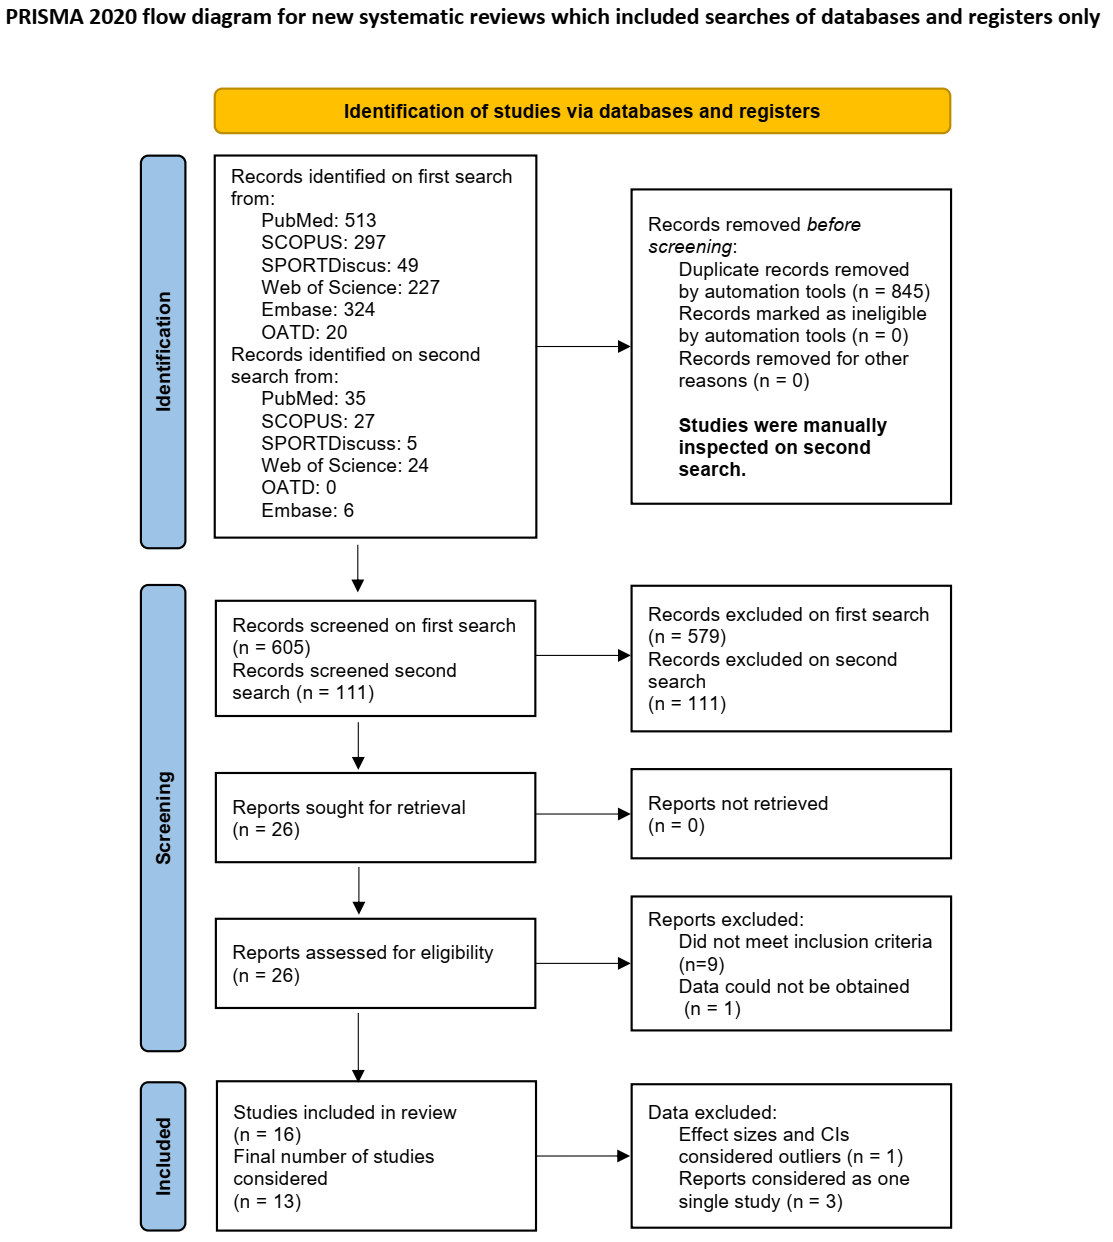 PRISMA 2020 flow diagram for new systematic reviews which included searches of databases and registers only
Identification of studies via databases and registers
Identification
Records identified on first search
from:
PubMed: 513
SCOPUS: 297
SPORTDiscus: 49
Web of Science: 227
Embase: 324
OATD: 20
Records identified on second
search from:
PubMed: 35
SCOPUS: 27
SPORTDiscuss: 5
Web of Science: 24
OATD: 0
Embase: 6
Records removed before
screening:
Duplicate records removed
by automation tools (n = 845)
Records marked as ineligible
by automation tools (n = 0)
Records removed for other
reasons (n = 0)
Studies were manually
inspected on second
search.
Screening
Records screened on first search
(n = 605)
Records screened second
search (n = 111)
Records excluded on first search
(n = 579)
Records excluded on second
search
(n = 111)
Reports sought for retrieval
(n = 26)
Reports not retrieved
(n = 0)
Reports assessed for eligibility
(n = 26)
Reports excluded:
Did not meet inclusion criteria
(n=9)
Data could not be obtained
(n = 1)
Included
Studies included in review
(n = 16)
Final number of studies
considered
(n = 13)
Data excluded:
Effect sizes and CIs
considered outliers (n = 1)
Reports considered as one
single study (n = 3)